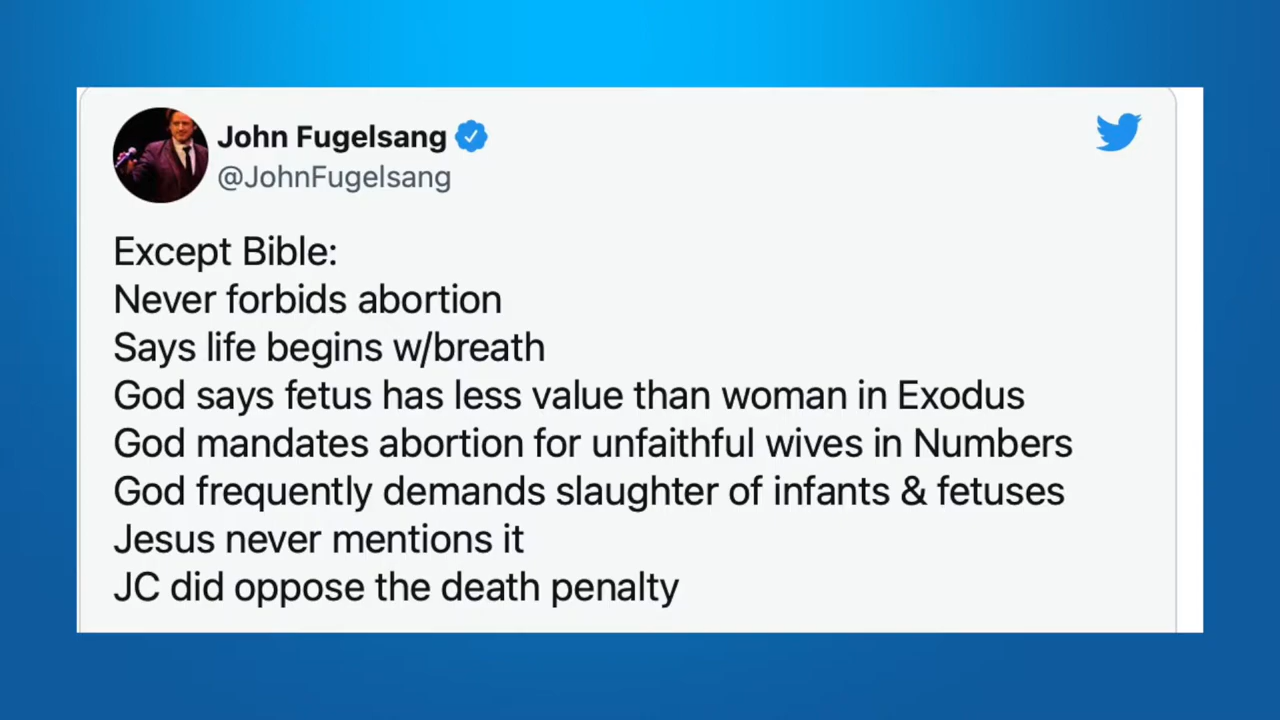 John Fugelsang
@JohnFugelsang
Except Bible:
Never forbids abortion
Says life begins w/breath
God says fetus has less value than woman in Exodus
God mandates abortion for unfaithful wives in Numbers
God frequently demands slaughter of infants & fetuses
Jesus never mentions it
JC did oppose the death penalty